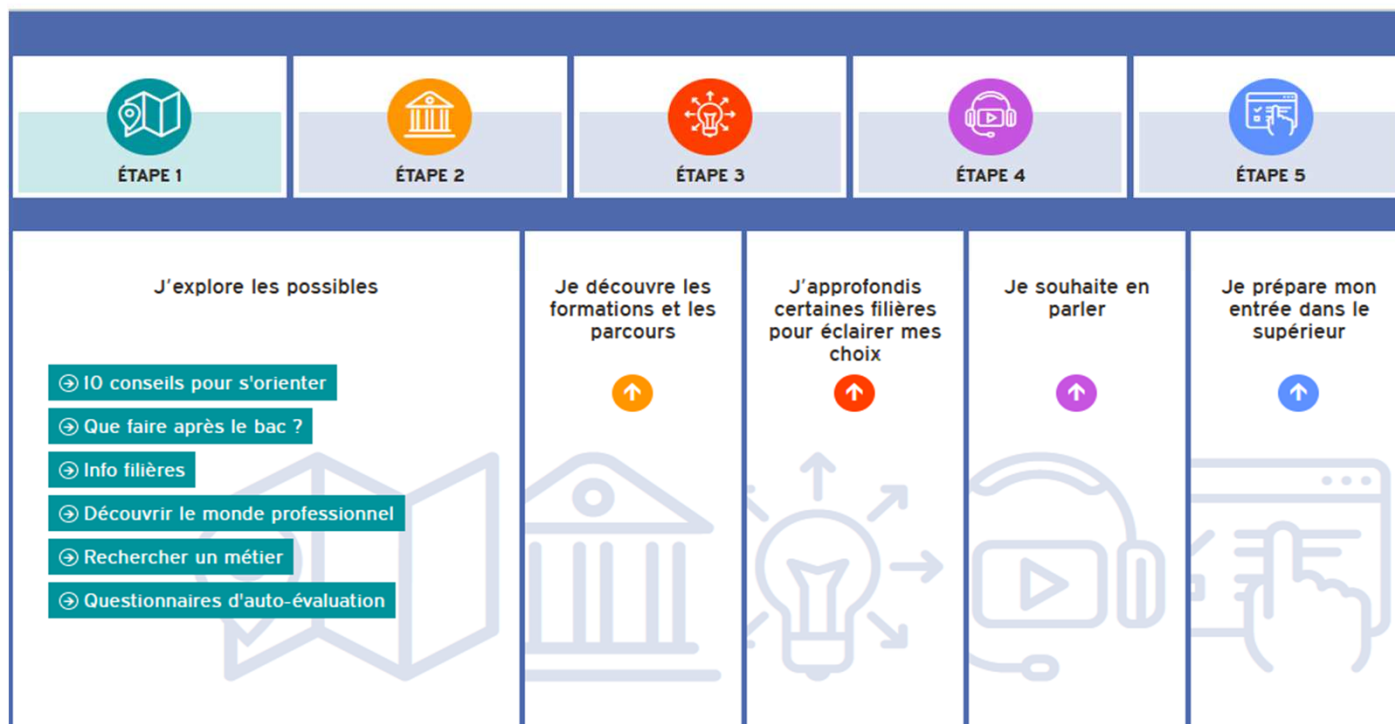 ÉTAPE 1
ÉTAPE 2
ÉTAPE 3
ÉTAPE 4
ÉTAPE 5
J'explore les possibles
10 conseils pour s'orienter
Que faire après le bac ?
Info filières
Découvrir le monde professionnel
Rechercher un métier
Questionnaires d'auto-évaluation
Je découvre les
formations et les
parcours
J'approfondis
certaines filières
pour éclairer mes
choix
Je souhaite en
parler
Je prépare mon
entrée dans le
supérieur